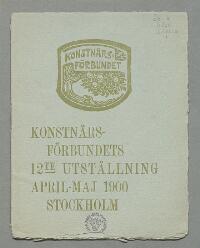 KONSTNÄRS-
FÖRBUNDET
KONSTNÄRS-
FÖRBUNDETS
12TE UTSTÄLLNING
APRIL-MAJ 1900
STOCKHOLM